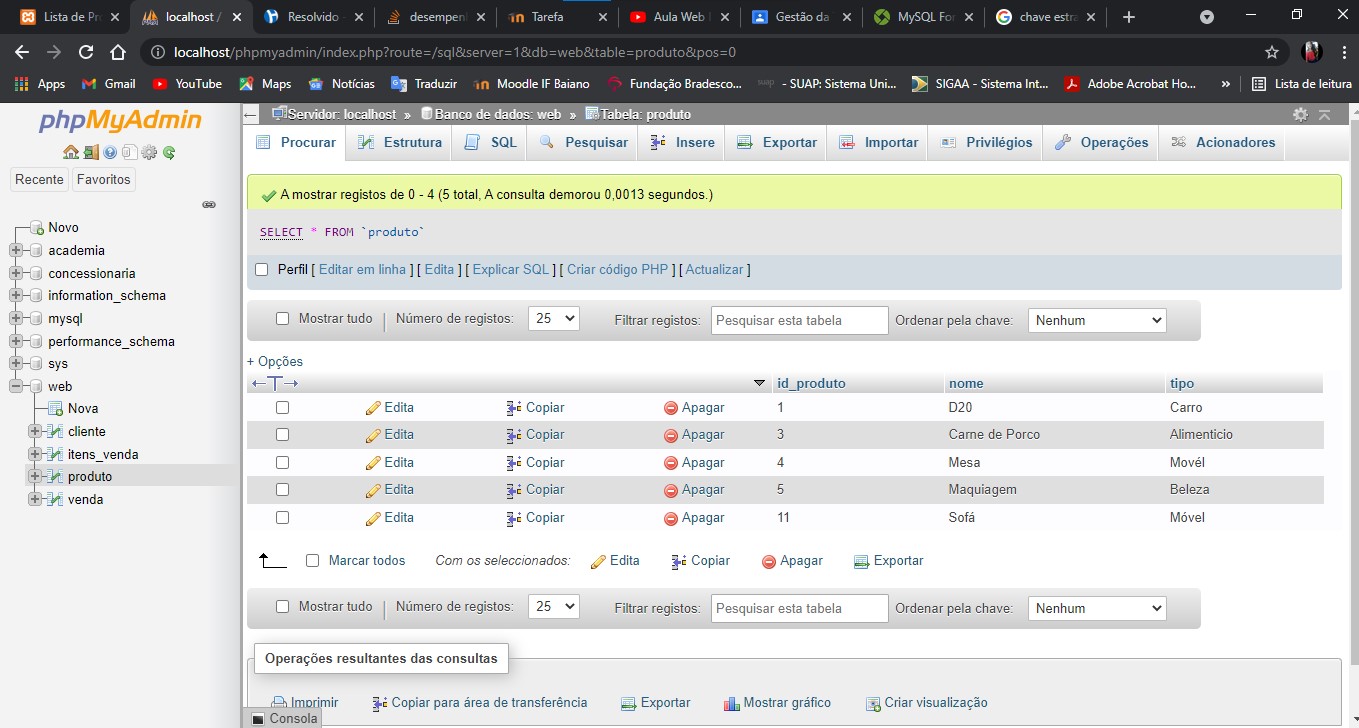 Lista de Pr
localhost /
Resolvido -
desempen
Tarefa
Aula Web
Gestão da
MySQL For
chave estra
localhost/phpmyadmin/index.php?route=/sql&server=1&db=web&table=produto&pos=0
Apps
Gmail
YouTube
Maps
Notícias
Traduzir
Moodle IF Baiano
Fundação Bradesco...
- SUAP: Sistema Uni...
SIGAA - Sistema Int...
Adobe Acrobat Ho...
»
Lista de leitura
phpMyAdmin
Recente Favoritos
Novo
academia
concessionaria
information_schema
mysql
performance_schema
sys
web
Nova
cliente
itens_venda
produto
venda
Servidor: localhost » Banco de dados: web » Tabela: produto
Procurar Estrutura SQL Pesquisar Insere Exportar Importar Privilégios Operações Acionadores
A mostrar registos de 0 - 4 (5 total, A consulta demorou 0,0013 segundos.)
SELECT * FROM `produto`
Perfil [ Editar em linha ] [ Edita ] [ Explicar SQL ] [ Criar código PHP ] [ Actualizar ]
Mostrar tudo | Número de registos: 25 Filtrar registos: Pesquisar esta tabela Ordenar pela chave: Nenhum
+ Opções
←T→ id_produto nome tipo
Edita Copiar Apagar 1 D20 Carro
Edita Copiar Apagar 3 Carne de Porco Alimenticio
Edita Copiar Apagar 4 Mesa Movél
Edita Copiar Apagar 5 Maquiagem Beleza
Edita Copiar Apagar 11 Sofá Móvel
Marcar todos Com os seleccionados: Edita Copiar Apagar Exportar
Mostrar tudo | Número de registos: 25 Filtrar registos: Pesquisar esta tabela Ordenar pela chave: Nenhum
Operações resultantes das consultas
Imprimir Copiar para área de transferência Exportar Mostrar gráfico Criar visualização
Consola